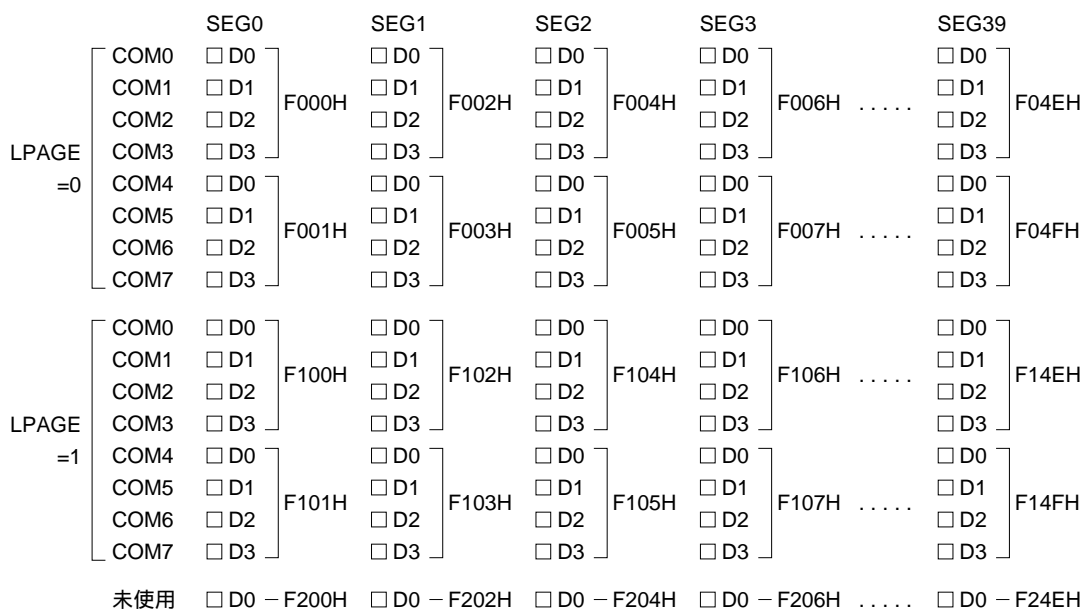 SEG0 SEG1 SEG2 SEG3 SEG39
COM0 □ D0 □ D0 □ D0 □ D0 □ D0
COM1 □ D1 □ D1 □ D1 □ D1 □ D1
F000H F002H F004H F006H ..... F04EH
COM2 □ D2 □ D2 □ D2 □ D2 □ D2
LPAGE COM3 □ D3 □ D3 □ D3 □ D3 □ D3
=0 COM4 □ D0 □ D0 □ D0 □ D0 □ D0
COM5 □ D1 □ D1 □ D1 □ D1 □ D1
F001H F003H F005H F007H ..... F04FH
COM6 □ D2 □ D2 □ D2 □ D2 □ D2
COM7 □ D3 □ D3 □ D3 □ D3 □ D3
COM0 □ D0 □ D0 □ D0 □ D0 □ D0
COM1 □ D1 □ D1 □ D1 □ D1 □ D1
F100H F102H F104H F106H ..... F14EH
COM2 □ D2 □ D2 □ D2 □ D2 □ D2
LPAGE COM3 □ D3 □ D3 □ D3 □ D3 □ D3
=1 COM4 □ D0 □ D0 □ D0 □ D0 □ D0
COM5 □ D1 □ D1 □ D1 □ D1 □ D1
F101H F103H F105H F107H ..... F14FH
COM6 □ D2 □ D2 □ D2 □ D2 □ D2
COM7 □ D3 □ D3 □ D3 □ D3 □ D3
未使用 □ D0 – F200H □ D0 – F202H □ D0 – F204H □ D0 – F206H ..... □ D0 – F24EH